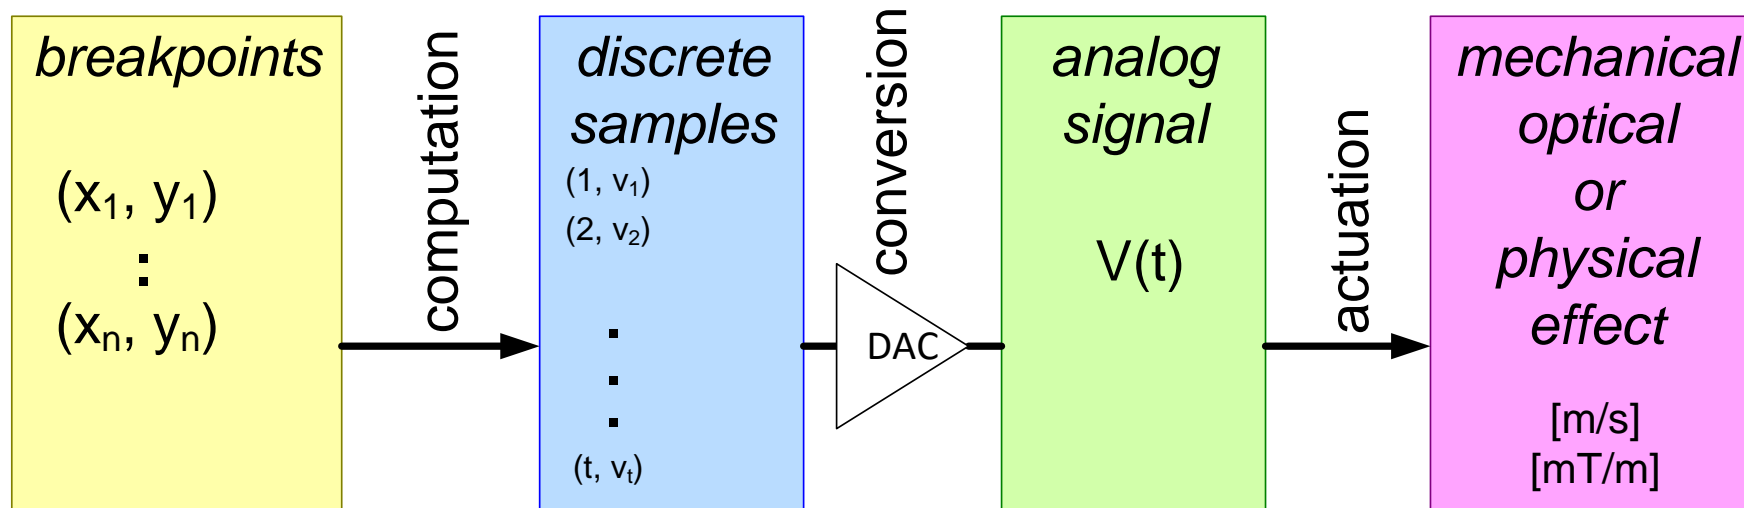 breakpoints
(x₁, y₁)
:
(xₙ, yₙ)
computation
discrete
samples
(1, v₁)
(2, v₂)
.
.
.
(t, vₜ)
conversion
DAC
analog
signal
V(t)
actuation
mechanical
optical
or
physical
effect
[m/s]
[mT/m]